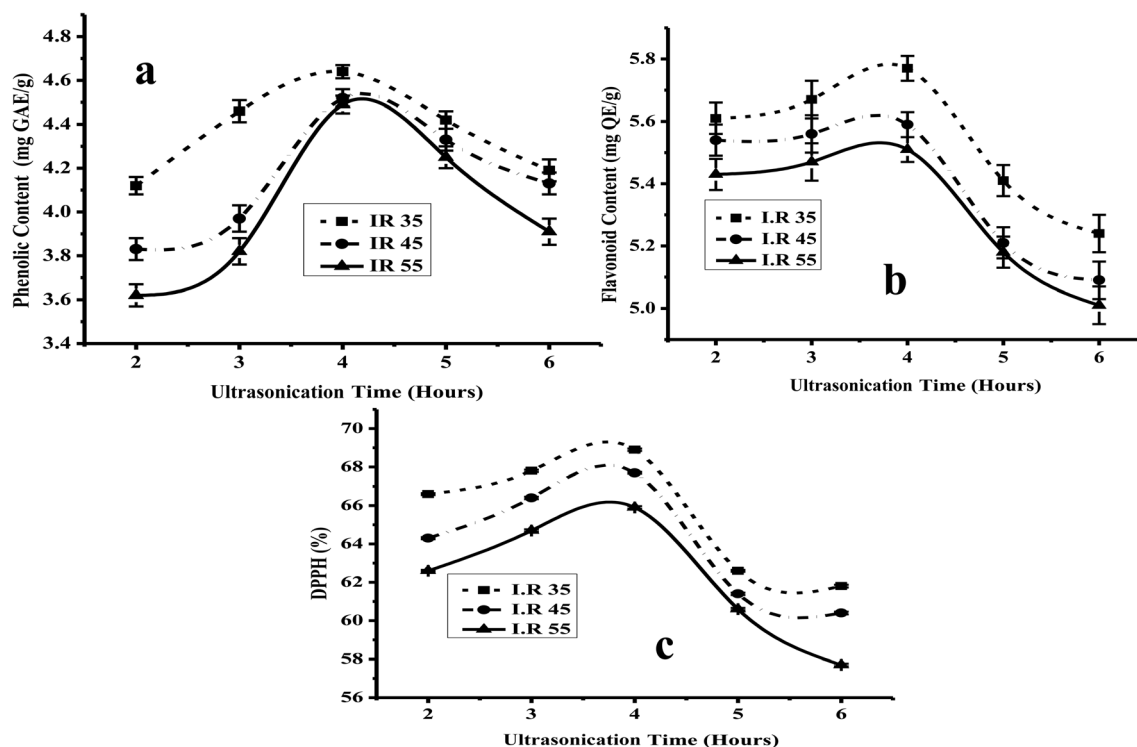 a
Phenolic Content (mg GAE/g)
4.8
4.6
4.4
4.2
4.0
3.8
3.6
3.4
IR 35
IR 45
IR 55
2 3 4 5 6
Ultrasonication Time (Hours)
b
Flavonoid Content (mg QE/g)
5.8
5.6
5.4
5.2
5.0
I.R 35
I.R 45
I.R 55
2 3 4 5 6
Ultrasonication Time (Hours)
c
DPPH (%)
70
68
66
64
62
60
58
56
I.R 35
I.R 45
I.R 55
2 3 4 5 6
Ultrasonication Time (Hours)